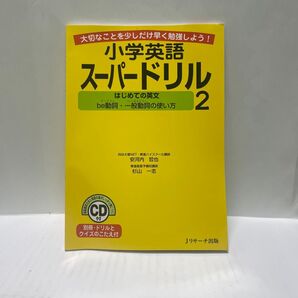 大切なことを少しだけ早く勉強しよう!
小学英語
スーパードリル
はじめての英文
be動詞・一般動詞の使い方
2
安河内 哲也
杉山 一志
CD
付
別冊・ドリルと
クイズのこたえ付
Jリサーチ出版